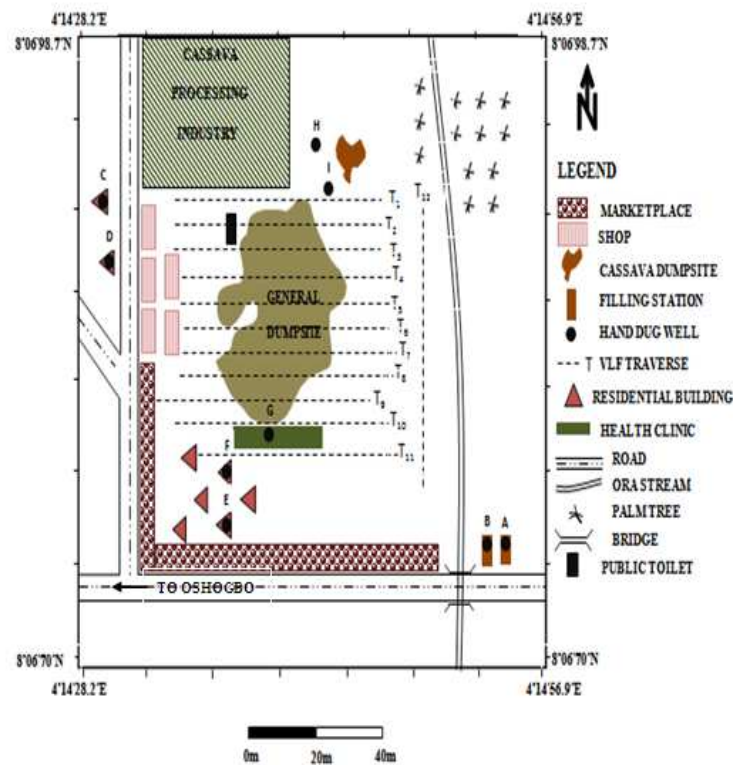 4°14'28.2'E
4°14'56.9'E
8°06'98.7'N
8°06'98.7'N
CASSAVA
PROCESSING
INDUSTRY
N
H
I
C
D
T₁
T₁₂
T₂
T₃
T₄
GENERAL
T₅
DUMPSITE
T₆
T₇
T₈
T₉
G
T₁₀
F
T₁₁
E
B
A
TO OSHOGBO
LEGEND
MARKETPLACE
SHOP
CASSAVA DUMPSITE
FILLING STATION
HAND DUG WELL
T VLF TRAVERSE
RESIDENTIAL BUILDING
HEALTH CLINIC
ROAD
ORA STREAM
PALM TREE
BRIDGE
PUBLIC TOILET
8°06'70"N
8°06'70"N
4°14'28.2'E
4°14'56.9'E
0m
20m
40m